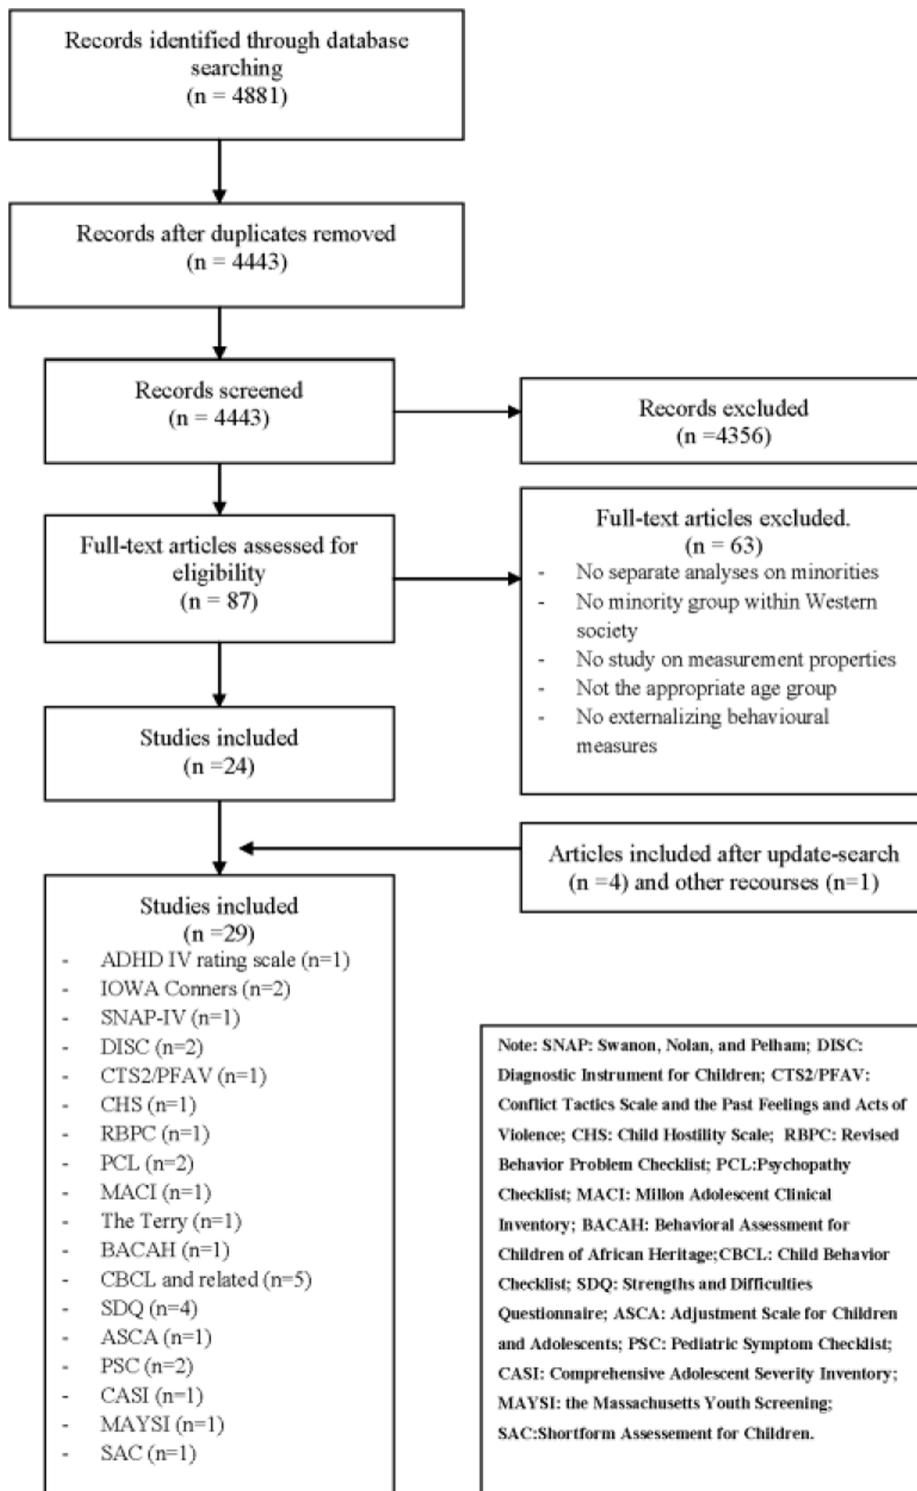 Records identified through database
searching
(n = 4881)
Records after duplicates removed
(n = 4443)
Records screened
(n = 4443)
Records excluded
(n =4356)
Full-text articles assessed for
eligibility
(n = 87)
Full-text articles excluded.
(n = 63)
- No separate analyses on minorities
- No minority group within Western
society
- No study on measurement properties
- Not the appropriate age group
- No externalizing behavioural
measures
Studies included
(n =24)
Articles included after update-search
(n =4) and other recourses (n=1)
Studies included
(n =29)
- ADHD IV rating scale (n=1)
- IOWA Conners (n=2)
- SNAP-IV (n=1)
- DISC (n=2)
- CTS2/PFAV (n=1)
- CHS (n=1)
- RBPC (n=1)
- PCL (n=2)
- MACI (n=1)
- The Terry (n=1)
- BACAH (n=1)
- CBCL and related (n=5)
- SDQ (n=4)
- ASCA (n=1)
- PSC (n=2)
- CASI (n=1)
- MAYSI (n=1)
- SAC (n=1)
Note: SNAP: Swanon, Nolan, and Pelham; DISC:
Diagnostic Instrument for Children; CTS2/PFAV:
Conflict Tactics Scale and the Past Feelings and Acts of
Violence; CHS: Child Hostility Scale; RBPC: Revised
Behavior Problem Checklist; PCL:Psychopathy
Checklist; MACI: Millon Adolescent Clinical
Inventory; BACAH: Behavioral Assessment for
Children of African Heritage;CBCL: Child Behavior
Checklist; SDQ: Strengths and Difficulties
Questionnaire; ASCA: Adjustment Scale for Children
and Adolescents; PSC: Pediatric Symptom Checklist;
CASI: Comprehensive Adolescent Severity Inventory;
MAYSI: the Massachusetts Youth Screening;
SAC:Shortform Assessement for Children.